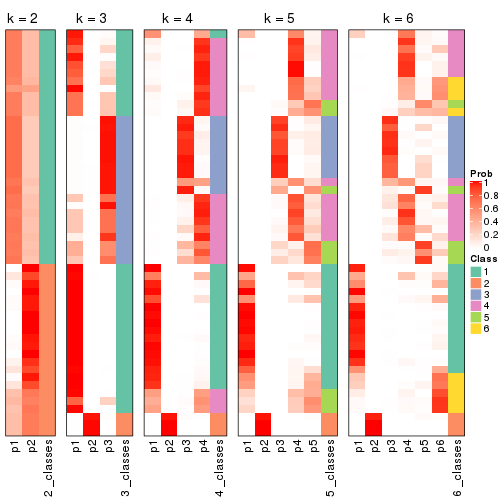 k = 2
k = 3
k = 4
k = 5
k = 6
Prob
1
0.8
0.6
0.4
0.2
0
Class
1
2
3
4
5
6
p1
p2
2_classes
p1
p2
p3
3_classes
p1
p2
p3
p4
4_classes
p1
p2
p3
p4
p5
5_classes
p1
p2
p3
p4
p5
p6
6_classes